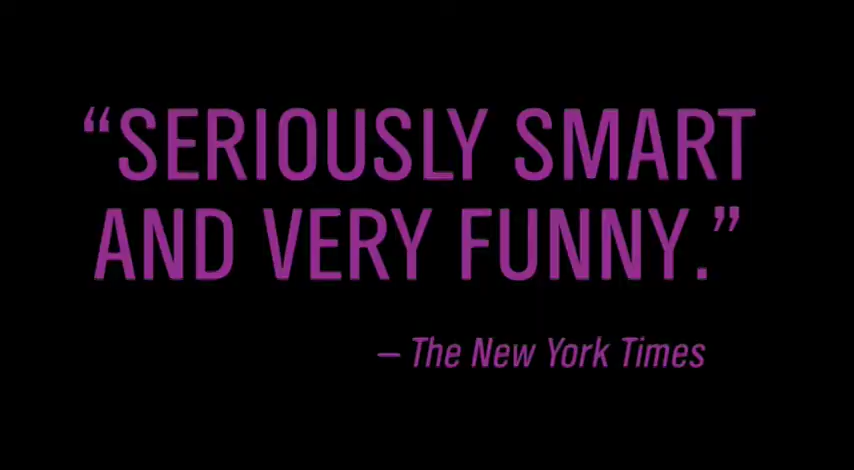 “SERIOUSLY SMART
AND VERY FUNNY.”
– The New York Times